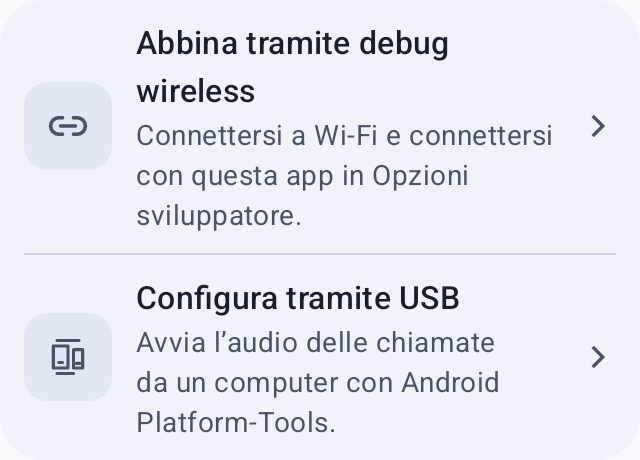 Abbina tramite debug
wireless
Connettersi a Wi-Fi e connettersi
con questa app in Opzioni
sviluppatore.
Configura tramite USB
Avvia l’audio delle chiamate
da un computer con Android
Platform-Tools.